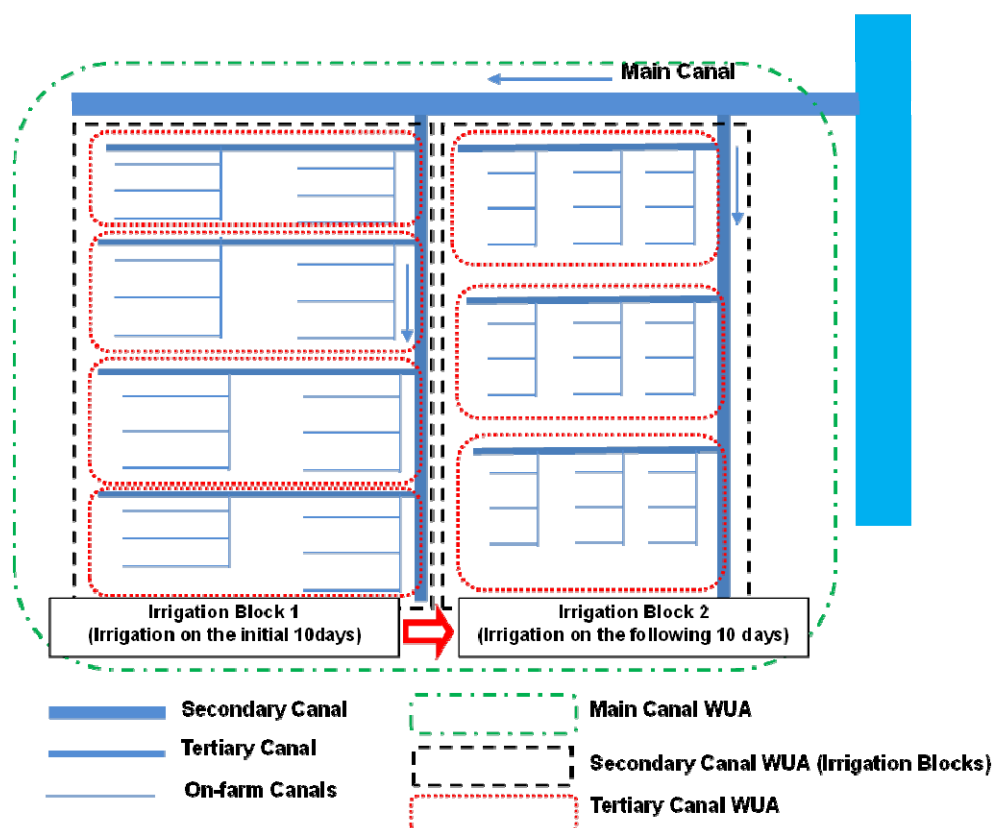 Main Canal
Irrigation Block 1
(Irrigation on the initial 10days)
Irrigation Block 2
(Irrigation on the following 10 days)
Secondary Canal
Tertiary Canal
On-farm Canals
Main Canal WUA
Secondary Canal WUA (Irrigation Blocks)
Tertiary Canal WUA